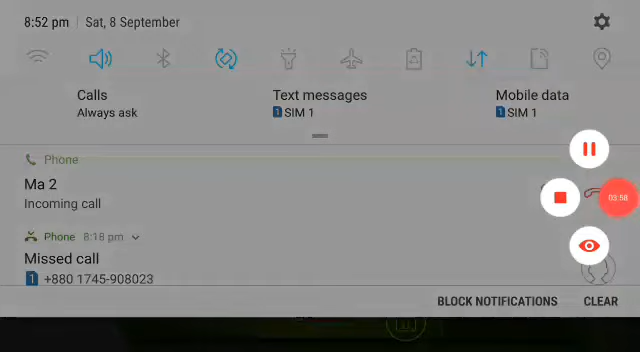 8:52 pm | Sat, 8 September
Calls
Always ask
Text messages
1 SIM 1
Mobile data
1 SIM 1
Phone
Ma 2
Incoming call
03:58
Phone 8:18 pm
Missed call
1 +880 1745-908023
BLOCK NOTIFICATIONS CLEAR